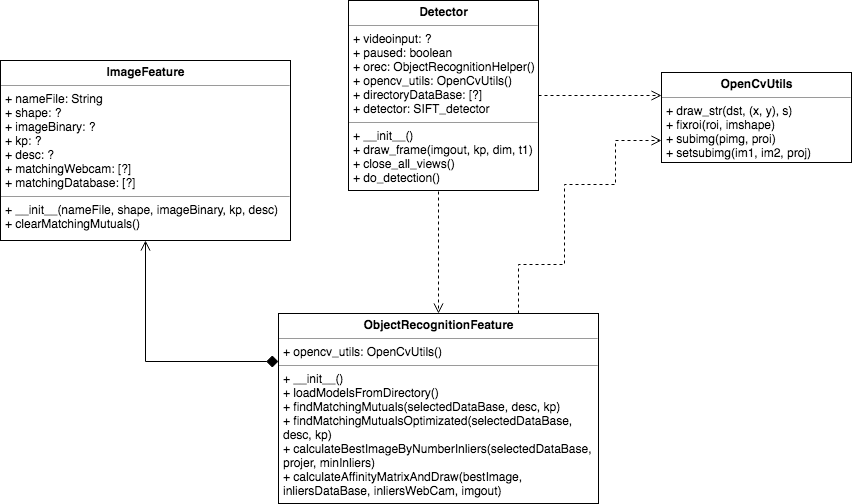 Detector
+ videoinput: ?
+ paused: boolean
+ orec: ObjectRecognitionHelper()
+ opencv_utils: OpenCvUtils()
+ directoryDataBase: [?]
+ detector: SIFT_detector
+ __init__()
+ draw_frame(imgout, kp, dim, t1)
+ close_all_views()
+ do_detection()
ImageFeature
+ nameFile: String
+ shape: ?
+ imageBinary: ?
+ kp: ?
+ desc: ?
+ matchingWebcam: [?]
+ matchingDatabase: [?]
+ __init__(nameFile, shape, imageBinary, kp, desc)
+ clearMatchingMutuals()
OpenCvUtils
+ draw_str(dst, (x, y), s)
+ fixroi(roi, imshape)
+ subimg(pimg, proi)
+ setsubimg(im1, im2, proj)
ObjectRecognitionFeature
+ opencv_utils: OpenCvUtils()
+ __init__()
+ loadModelsFromDirectory()
+ findMatchingMutuals(selectedDataBase, desc, kp)
+ findMatchingMutualsOptimizated(selectedDataBase,
desc, kp)
+ calculateBestImageByNumberInliers(selectedDataBase,
projer, minInliers)
+ calculateAffinityMatrixAndDraw(bestImage,
inliersDataBase, inliersWebCam, imgout)